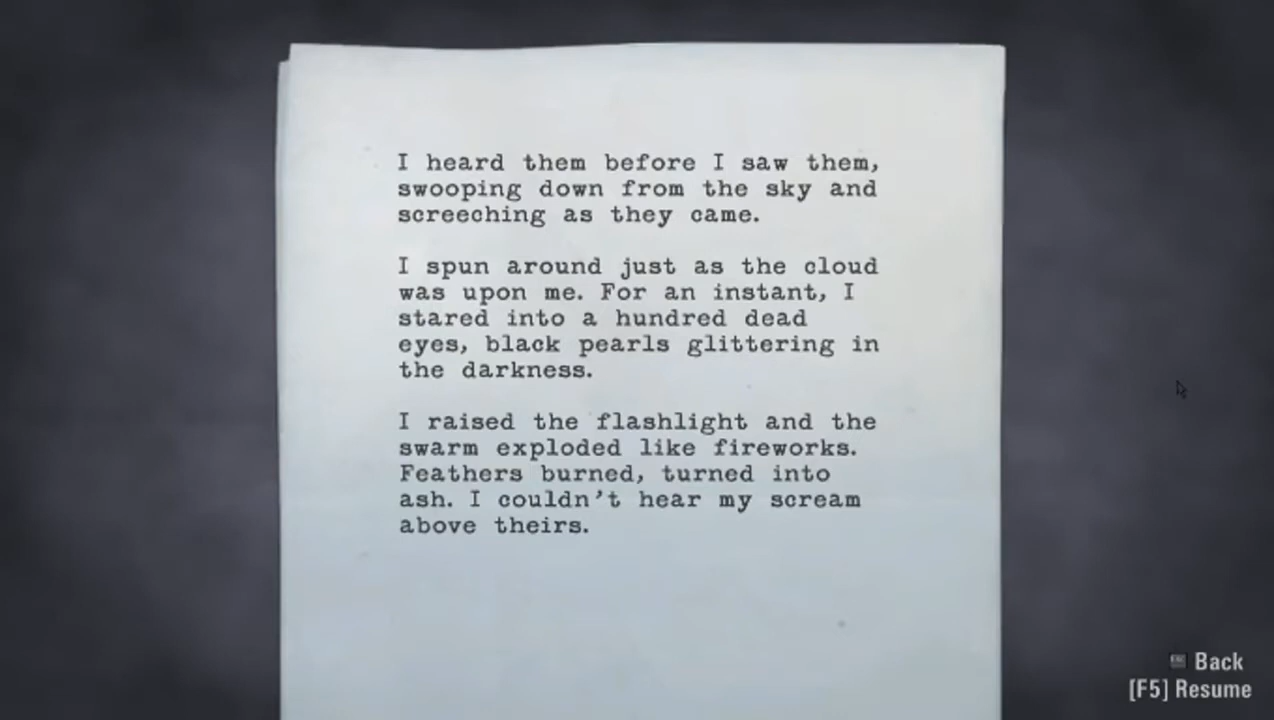 I heard them before I saw them,
swooping down from the sky and
screeching as they came.
I spun around just as the cloud
was upon me. For an instant, I
stared into a hundred dead
eyes, black pearls glittering in
the darkness.
I raised the flashlight and the
swarm exploded like fireworks.
Feathers burned, turned into
ash. I couldn't hear my scream
above theirs.
Back
[F5] Resume